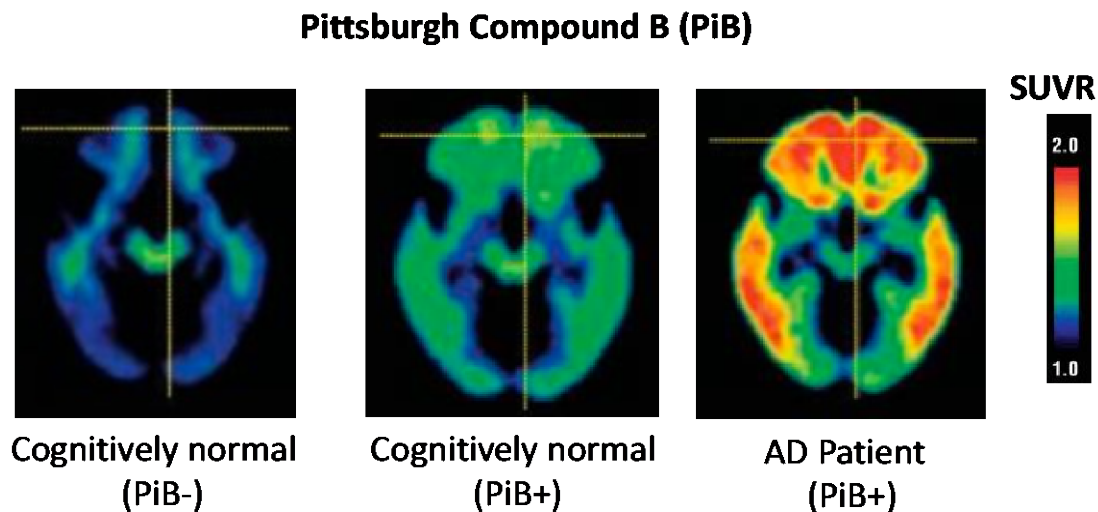 Pittsburgh Compound B (PiB)
SUVR
2.0
1.0
Cognitively normal
(PiB-)
Cognitively normal
(PiB+)
AD Patient
(PiB+)